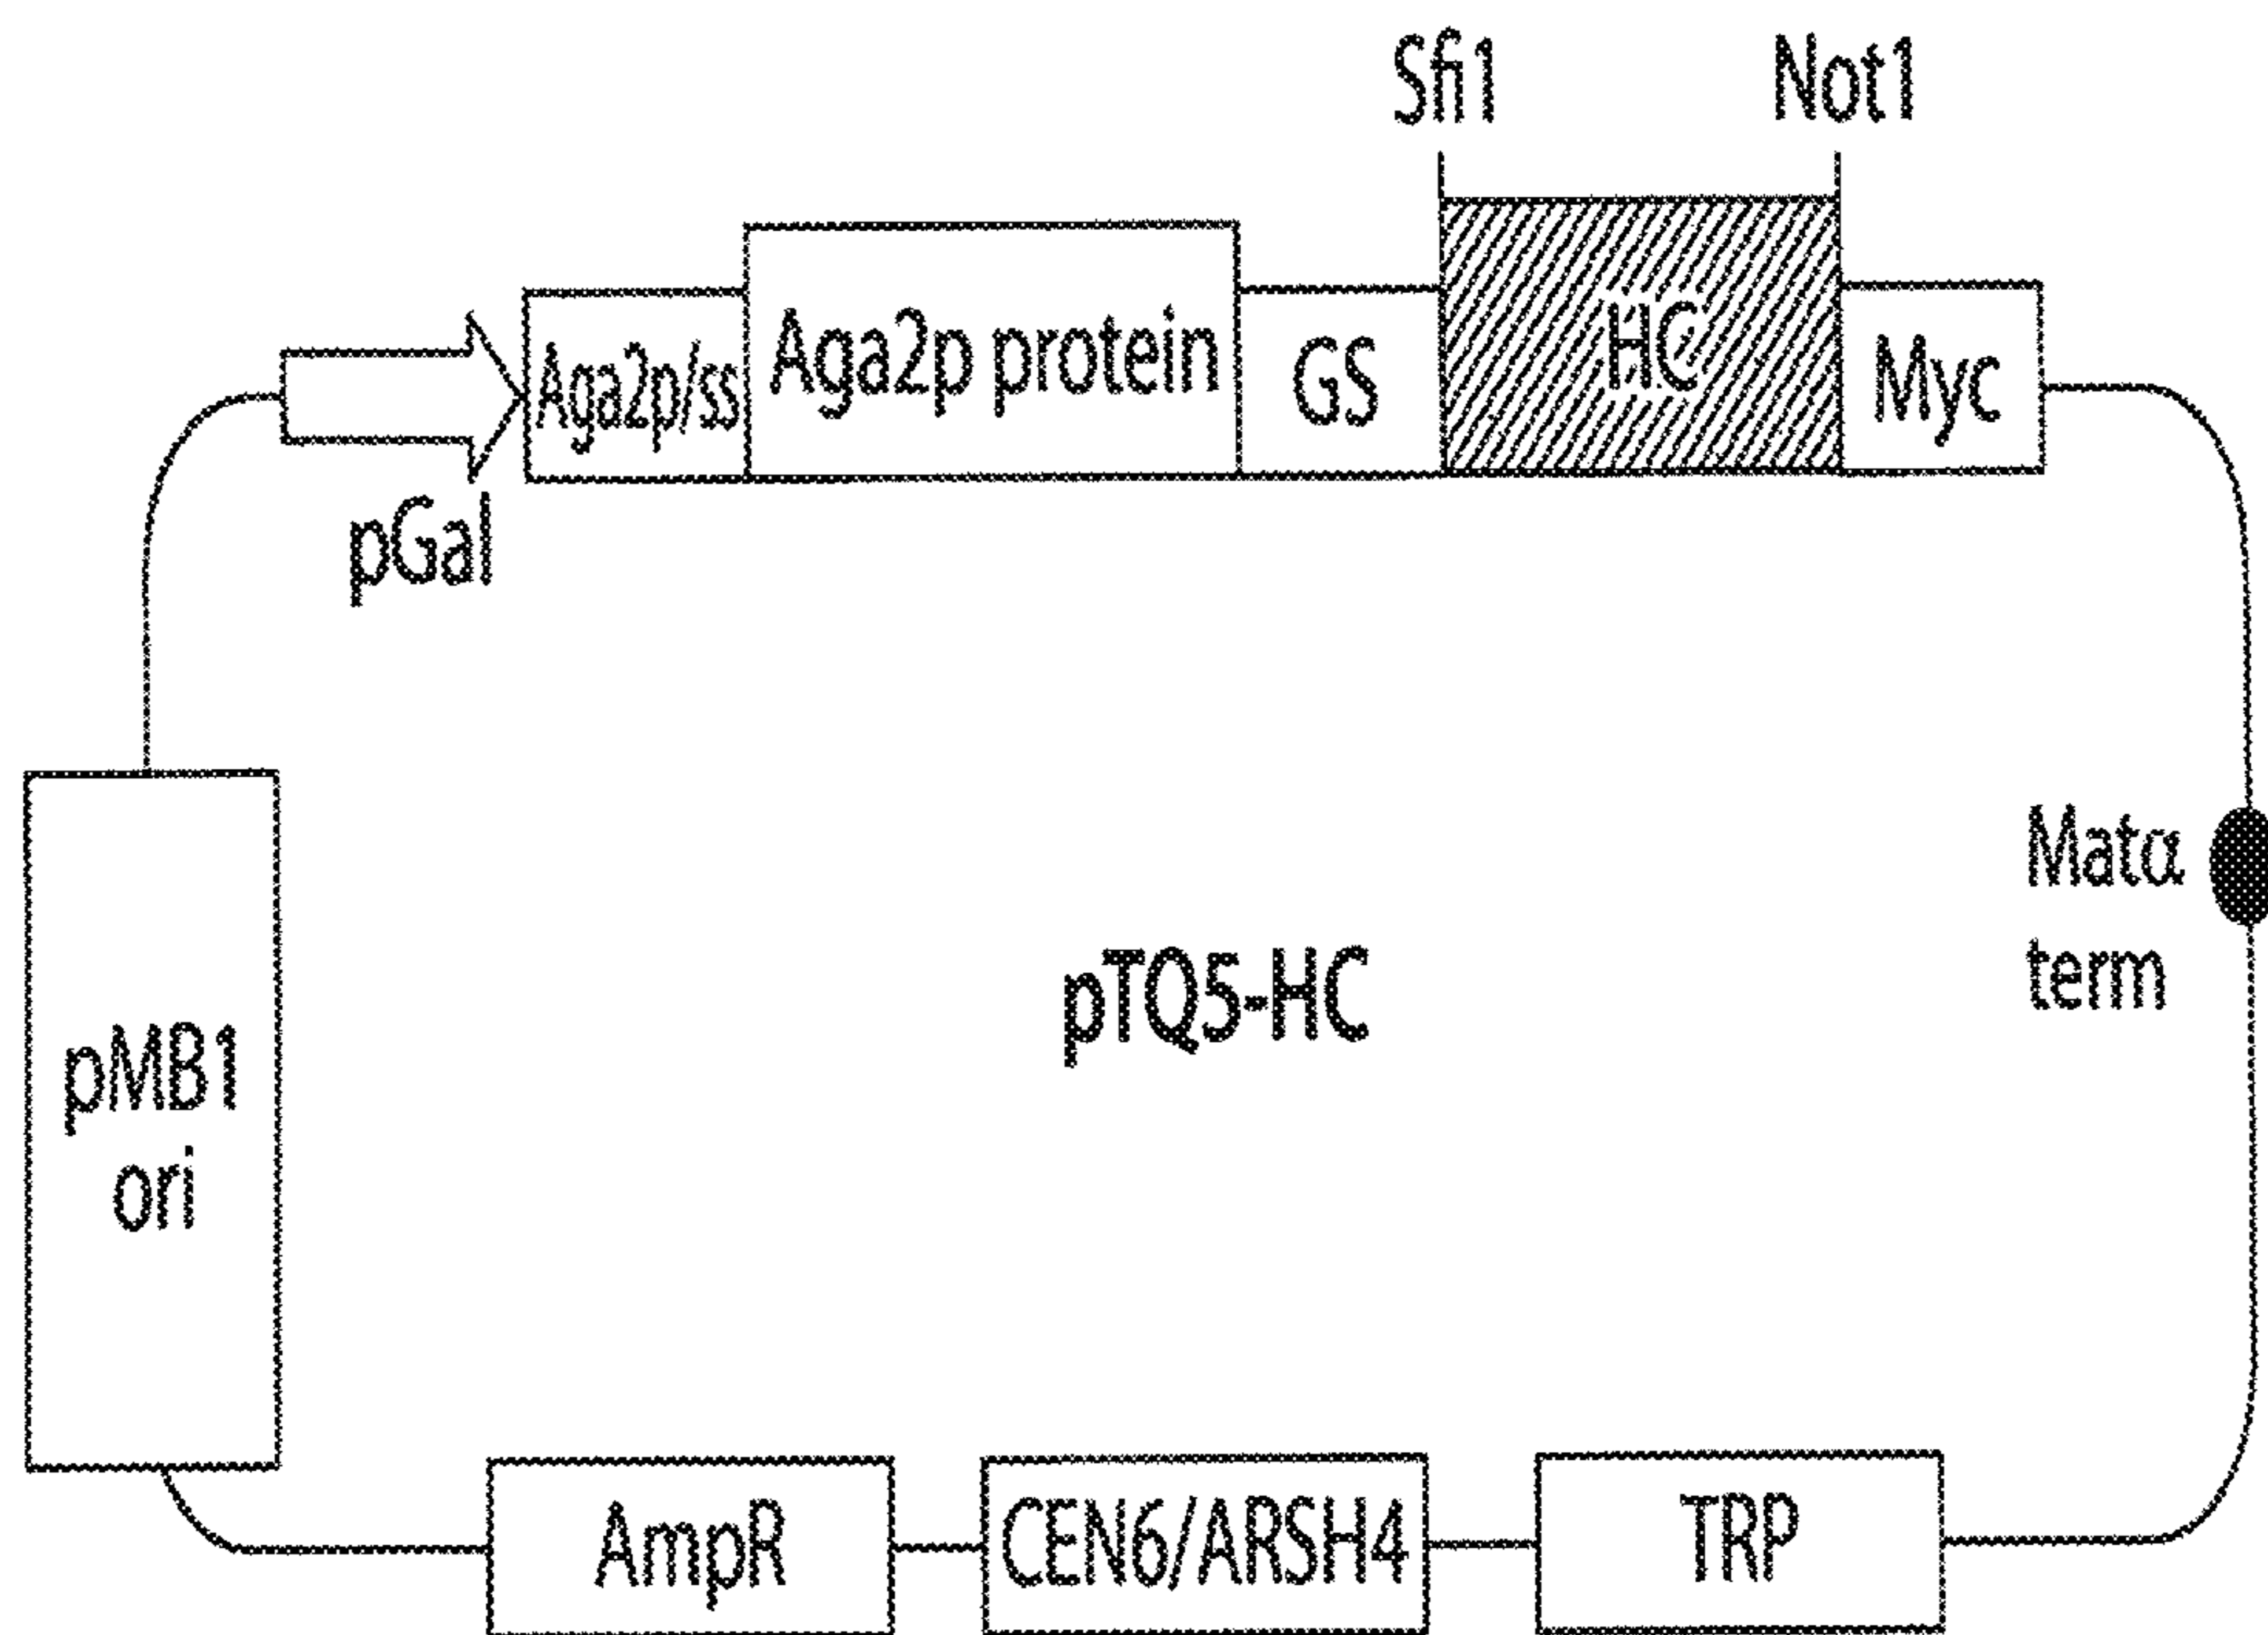 Sfi1
Not1
Aga2p/ss
Aga2p protein
GS
HC
Myc
pGal
Matα
term
pTQ5-HC
pMB1
ori
AmpR
CEN6/ARSH4
TRP